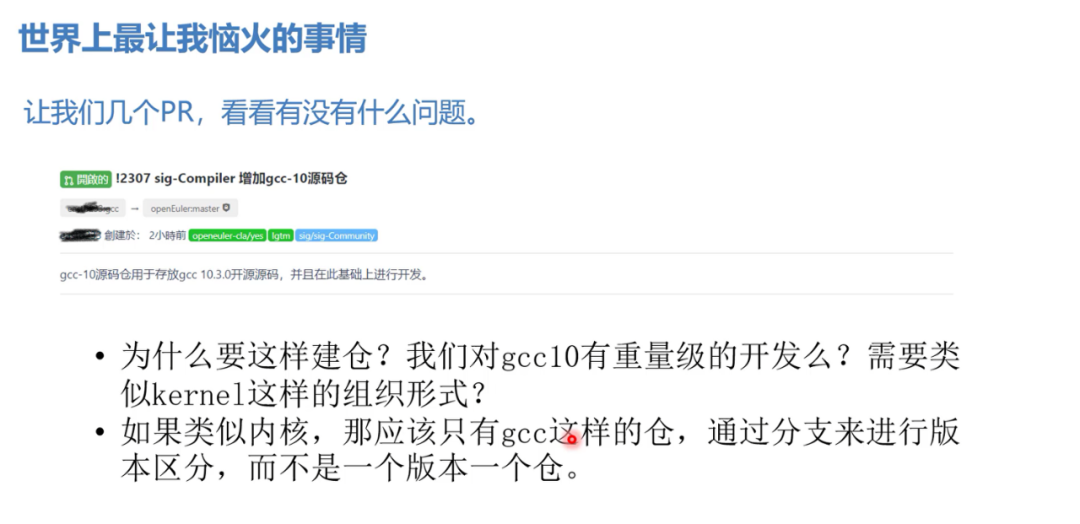 世界上最让我恼火的事情
让我们几个PR，看看有没有什么问题。
開啟的 !2307 sig-Compiler 增加gcc-10源码仓
gcc → openEuler:master
創建於： 2小時前 openeuler-cla/yes lgtm sig/sig-Community
gcc-10源码仓用于存放gcc 10.3.0开源源码，并且在此基础上进行开发。
• 为什么要这样建仓？我们对gcc10有重量级的开发么？需要类
似kernel这样的组织形式？
• 如果类似内核，那应该只有gcc这样的仓，通过分支来进行版
本区分，而不是一个版本一个仓。